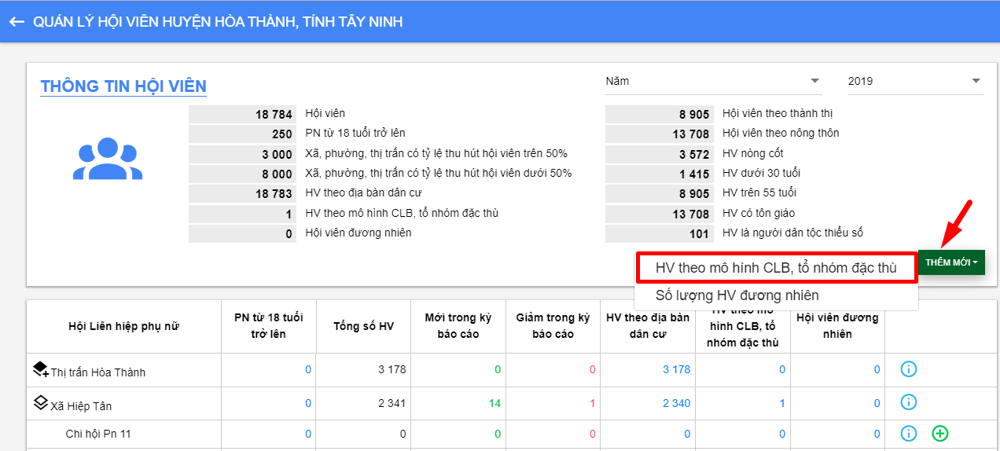 QUÁN LÝ HỘI VIÊN HUYỆN HÒA THÀNH, TÍNH TÂY NINH
THÔNG TIN HỘI VIÊN
Năm
2019
18 784 Hội viên
250 PN từ 18 tuổi trở lên
3 000 Xã, phường, thị trấn có tỷ lệ thu hút hội viên trên 50%
8 000 Xã, phường, thị trấn có tỷ lệ thu hút hội viên dưới 50%
18 783 HV theo địa bàn dân cư
1 HV theo mô hình CLB, tổ nhóm đặc thù
0 Hội viên đương nhiên
8 905 Hội viên theo thành thị
13 708 Hội viên theo nông thôn
3 572 HV nòng cốt
1 415 HV dưới 30 tuổi
8 905 HV trên 55 tuổi
13 708 HV có tôn giáo
101 HV là người dân tộc thiểu số
THÊM MỚI
HV theo mô hình CLB, tổ nhóm đặc thù
Số lượng HV đương nhiên
Hội Liên hiệp phụ nữ
PN từ 18 tuổi
trở lên
Tổng số HV
Mới trong kỳ
báo cáo
Giảm trong kỳ
báo cáo
HV theo địa bàn
dân cư
HV theo mô
hình CLB, tổ
nhóm đặc thù
Hội viên đương
nhiên
Thị trấn Hòa Thành 0 3 178 0 0 3 178 0 0
Xã Hiệp Tân 0 2 341 14 1 2 340 1 0
Chi hội Pn 11 0 0 0 0 0 0 0